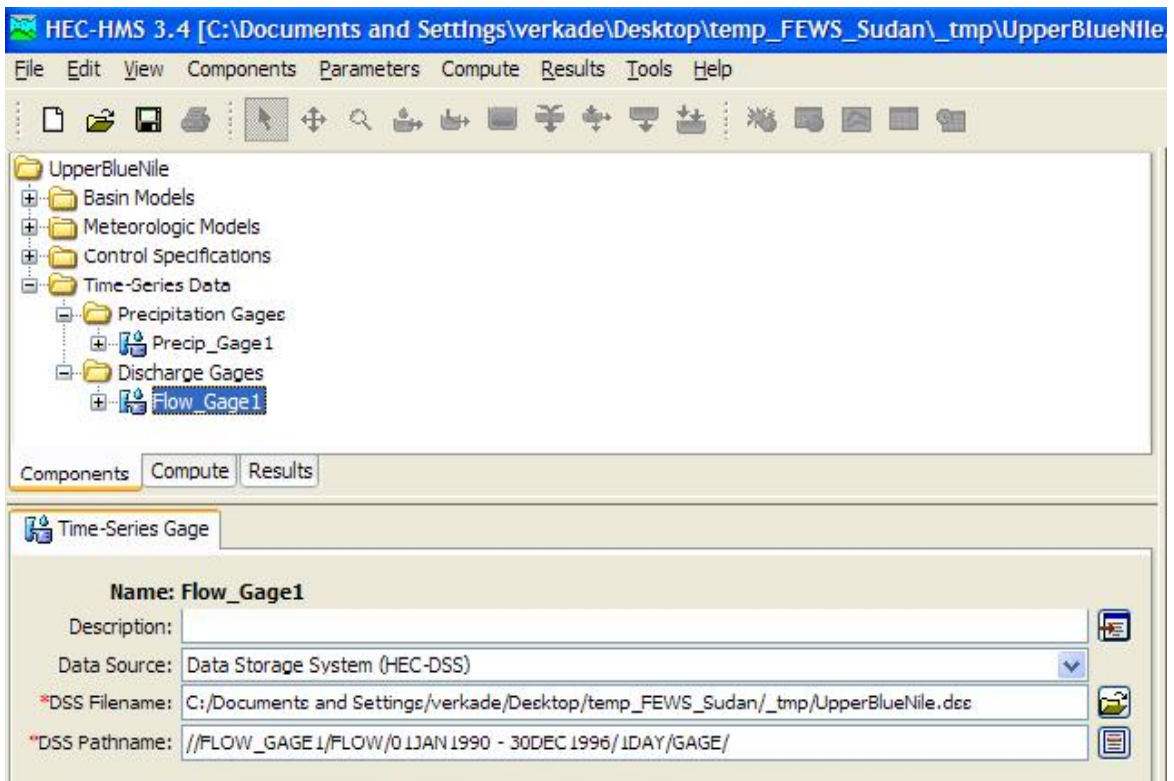 HEC-HMS 3.4 [C:\Documents and Settings\verkade\Desktop\temp_FEWS_Sudan\_tmp\UpperBlueNile.
File Edit View Components Parameters Compute Results Tools Help
UpperBlueNile
Basin Models
Meteorologic Models
Control Specifications
Time-Series Data
Precipitation Gages
Precip_Gage1
Discharge Gages
Flow_Gage1
Components Compute Results
Time-Series Gage
Name: Flow_Gage1
Description:
Data Source: Data Storage System (HEC-DSS)
*DSS Filename: C:/Documents and Settings/verkade/Desktop/temp_FEWS_Sudan/_tmp/UpperBlueNile.dss
*DSS Pathname: //FLOW_GAGE1/FLOW/01JAN1990 - 30DEC1996/1DAY/GAGE/